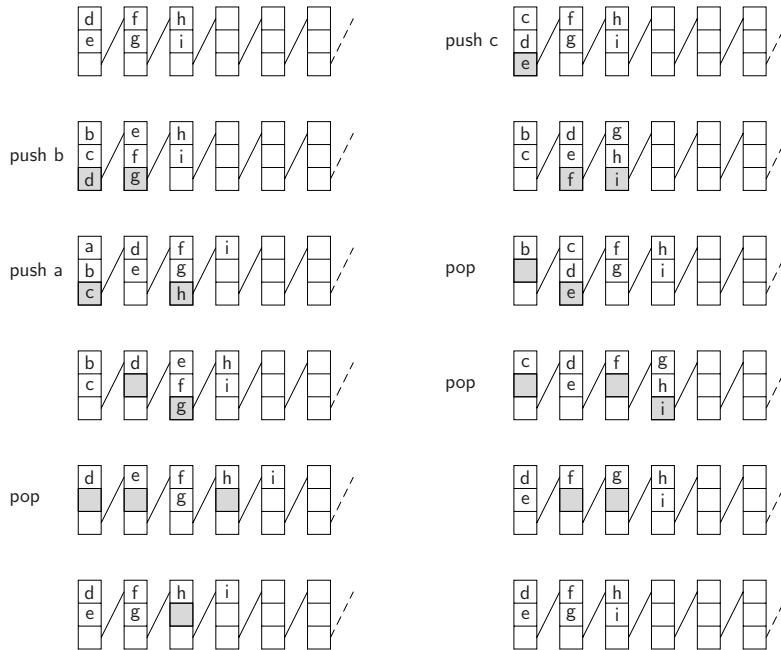 d f h
e g i
push c
c f h
d g i
e
push b
b e h
c f i
d g
b d g
c e h
f i
push a
a d f i
b e g
c h
pop
b c f h
d g i
e
b d e h
c f i
g
pop
c d f g
e h
i
pop
d e f h i
g
d f g h
e i
d f h i
e g
d f h
e g i